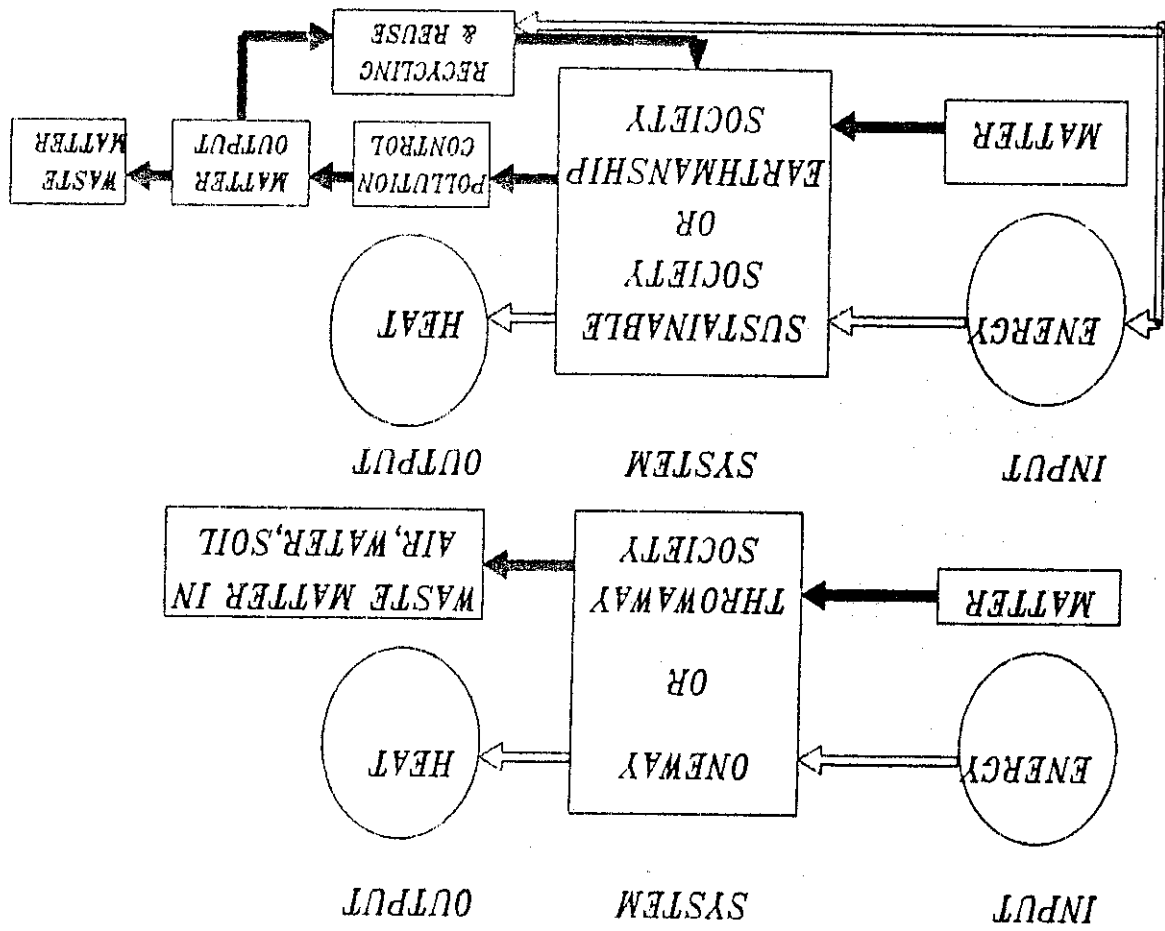 INPUT
SYSTEM
OUTPUT
ENERGY
ONEWAY
OR
THROWAWAY
SOCIETY
HEAT
MATTER
WASTE MATTER IN
AIR,WATER,SOIL
INPUT
SYSTEM
OUTPUT
ENERGY
SUSTAINABLE
SOCIETY
OR
EARTHMANSHIP
SOCIETY
HEAT
MATTER
POLLUTION
CONTROL
MATTER
OUTPUT
WASTE
MATTER
RECYCLING
& REUSE